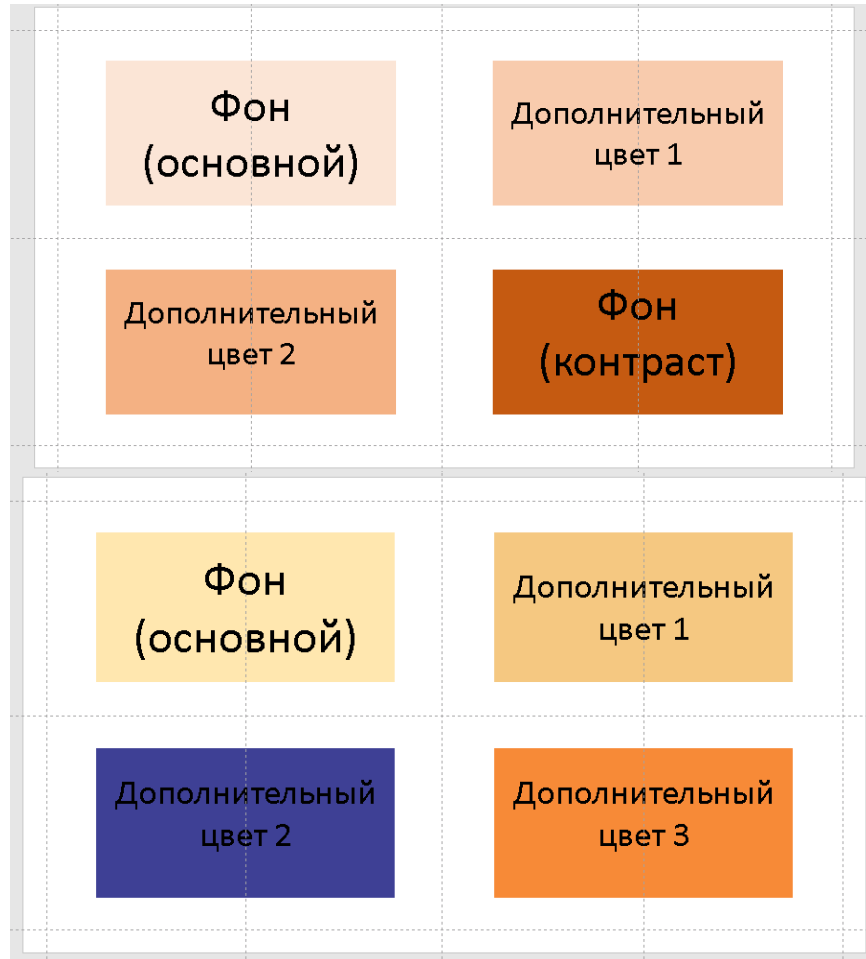 Фон
(основной)
Дополнительный
цвет 1
Дополнительный
цвет 2
Фон
(контраст)
Фон
(основной)
Дополнительный
цвет 1
Дополнительный
цвет 2
Дополнительный
цвет 3